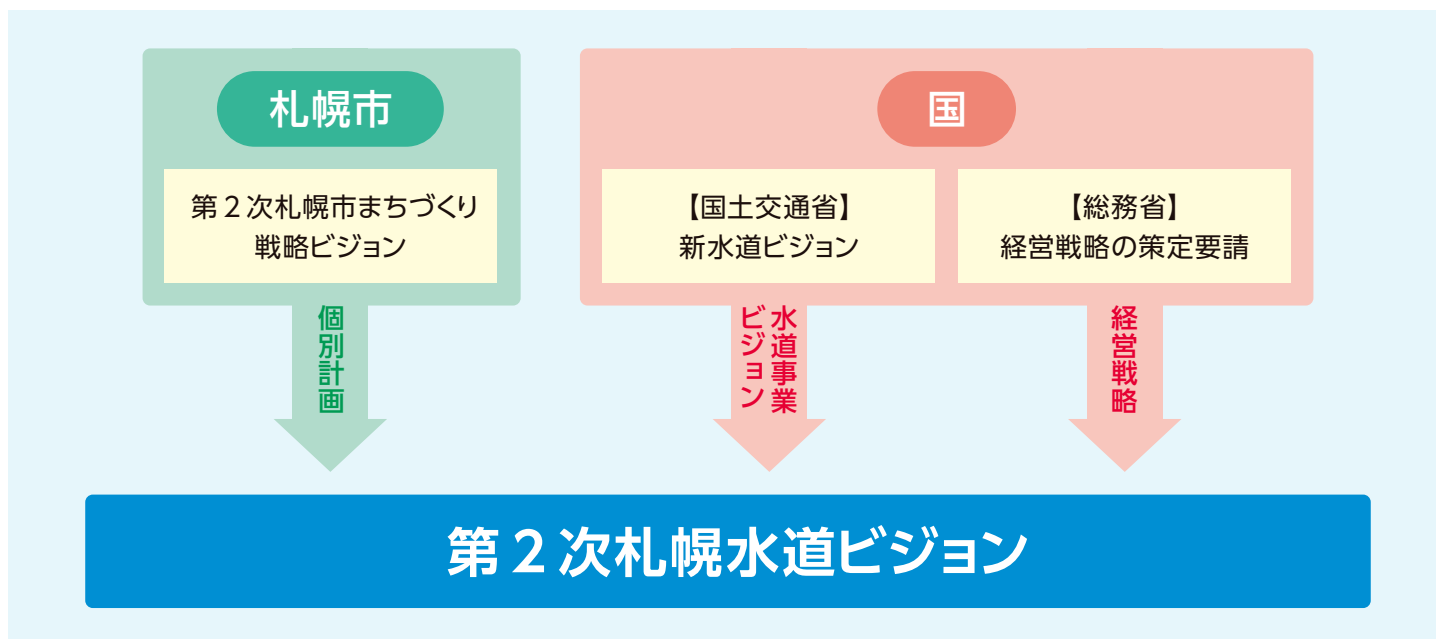 札幌市
第２次札幌市まちづくり
戦略ビジョン
個別計画
国
【国土交通省】
新水道ビジョン
水道事業
ビジョン
【総務省】
経営戦略の策定要請
経営戦略
第２次札幌水道ビジョン